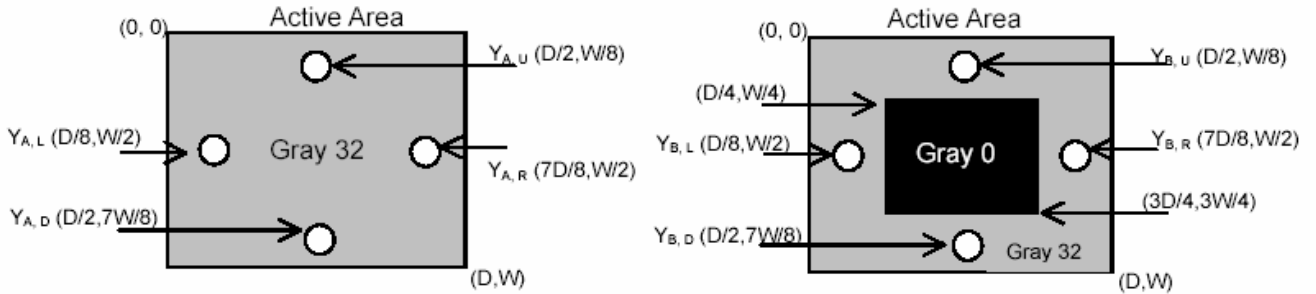 Active Area
(0, 0)
Y_A, U (D/2,W/8)
Y_A, L (D/8,W/2)
Gray 32
Y_A, R (7D/8,W/2)
Y_A, D (D/2,7W/8)
(D,W)
Active Area
(0, 0)
Y_B, U (D/2,W/8)
(D/4,W/4)
Y_B, L (D/8,W/2)
Gray 0
Y_B, R (7D/8,W/2)
(3D/4,3W/4)
Y_B, D (D/2,7W/8)
Gray 32
(D,W)